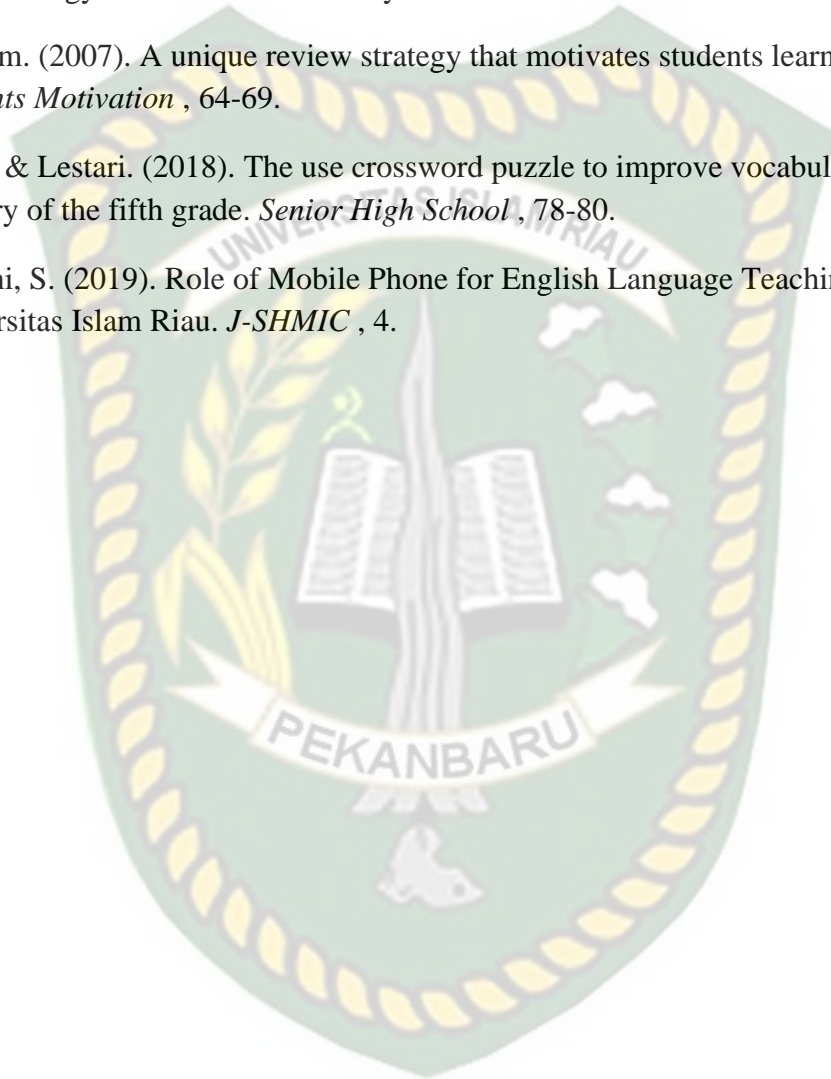 m. (2007). A unique review strategy that motivates students learn
nts Motivation , 64-69.
& Lestari. (2018). The use crossword puzzle to improve vocabul
ry of the fifth grade. Senior High School , 78-80.
UNIVERSITAS ISLAM RIAU
ni, S. (2019). Role of Mobile Phone for English Language Teachin
rsitas Islam Riau. J-SHMIC , 4.
PEKANBARU